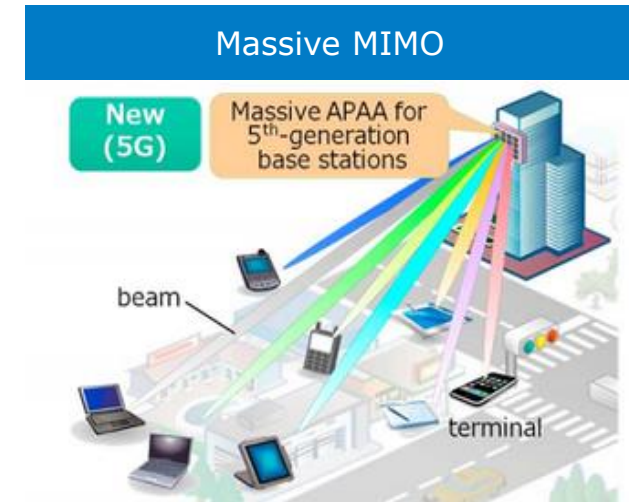 Massive MIMO
New
(5G)
Massive APAA for
5th-generation
base stations
beam
terminal